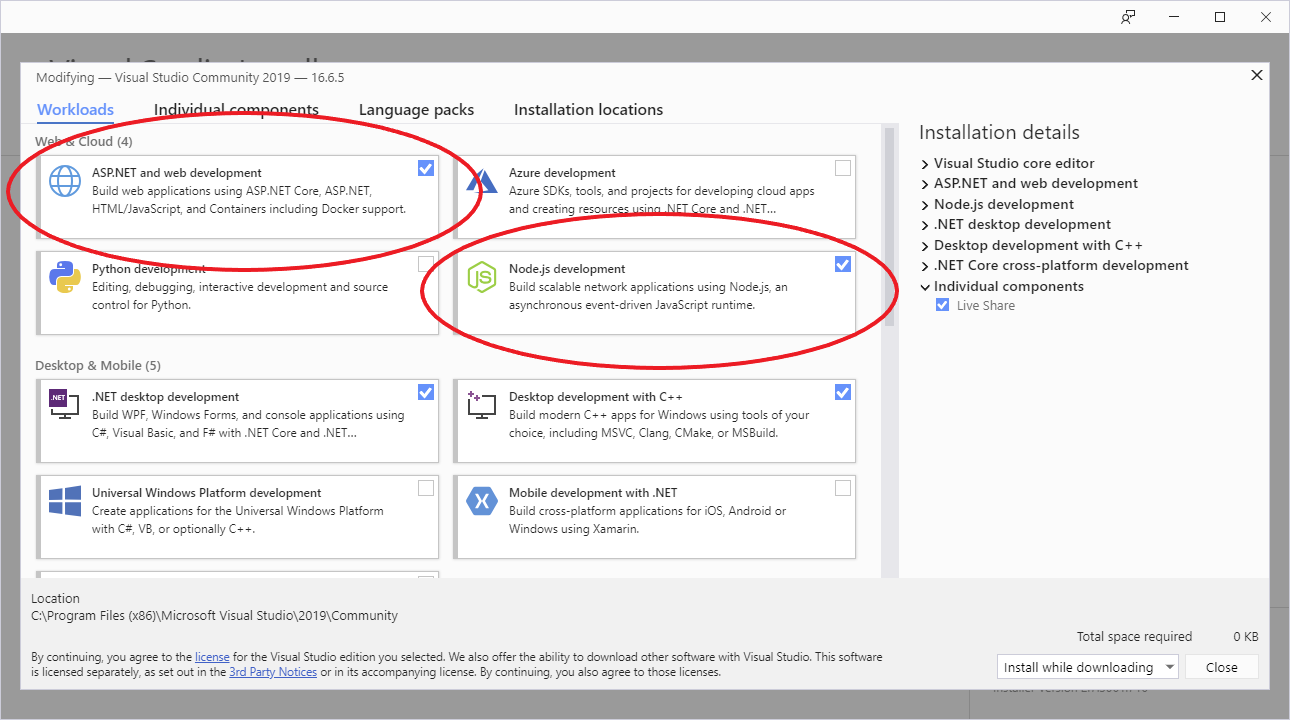 Modifying — Visual Studio Community 2019 — 16.6.5
Workloads
Individual components
Language packs
Installation locations
Web & Cloud (4)
ASP.NET and web development
Build web applications using ASP.NET Core, ASP.NET,
HTML/JavaScript, and Containers including Docker support.
Azure development
Azure SDKs, tools, and projects for developing cloud apps
and creating resources using .NET Core and .NET...
Python development
Editing, debugging, interactive development and source
control for Python.
Node.js development
Build scalable network applications using Node.js, an
asynchronous event-driven JavaScript runtime.
Desktop & Mobile (5)
.NET
.NET desktop development
Build WPF, Windows Forms, and console applications using
C#, Visual Basic, and F# with .NET Core and .NET...
Desktop development with C++
Build modern C++ apps for Windows using tools of your
choice, including MSVC, Clang, CMake, or MSBuild.
Universal Windows Platform development
Create applications for the Universal Windows Platform
with C#, VB, or optionally C++.
Mobile development with .NET
Build cross-platform applications for iOS, Android or
Windows using Xamarin.
Installation details
Visual Studio core editor
ASP.NET and web development
Node.js development
.NET desktop development
Desktop development with C++
.NET Core cross-platform development
Individual components
Live Share
Location
C:\Program Files (x86)\Microsoft Visual Studio\2019\Community
Total space required 0 KB
By continuing, you agree to the license for the Visual Studio edition you selected. We also offer the ability to download other software with Visual Studio. This software
is licensed separately, as set out in the 3rd Party Notices or in its accompanying license. By continuing, you also agree to those licenses.
Install while downloading
Close